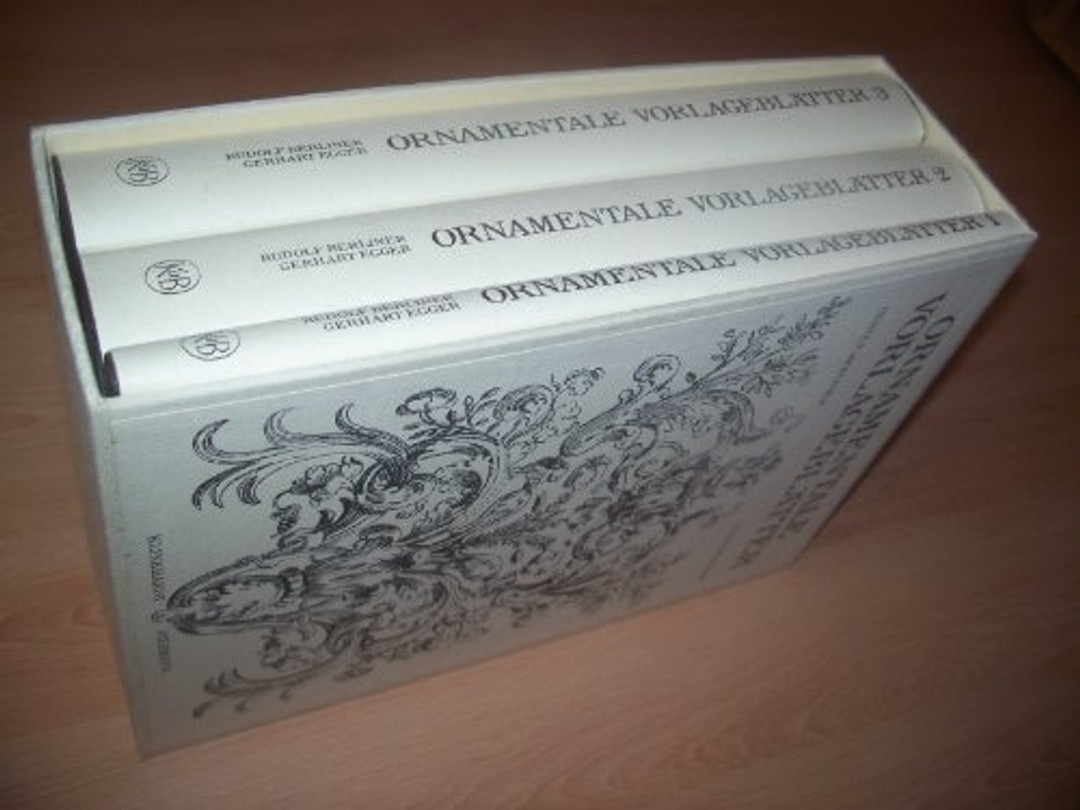 RUDOLF BERLINER
GERHART EGGER
ORNAMENTALE VORLAGEBLÄTTER 3
RUDOLF BERLINER
GERHART EGGER
ORNAMENTALE VORLAGEBLÄTTER 2
RUDOLF BERLINER
GERHART EGGER
ORNAMENTALE VORLAGEBLÄTTER 1
ORNAMENTALE
VORLAGEBLÄTTER
KLINKHARDT